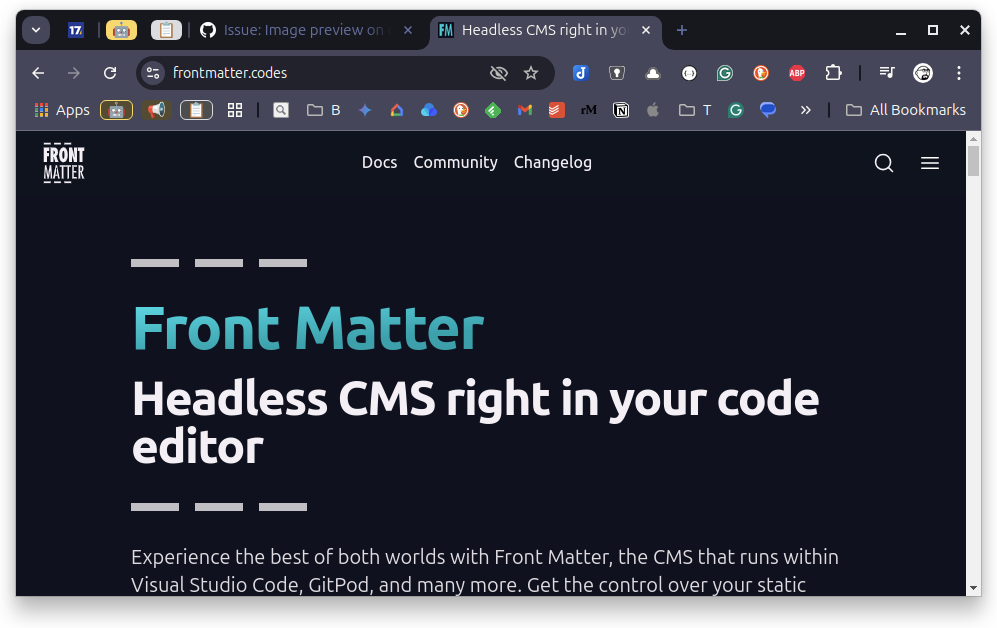 17
Issue: Image preview on
FM
Headless CMS right in yo
frontmatter.codes
ABP
Apps
B
rM
T
All Bookmarks
FRONT
MATTER
Docs
Community
Changelog
Front Matter
Headless CMS right in your code
editor
Experience the best of both worlds with Front Matter, the CMS that runs within
Visual Studio Code, GitPod, and many more. Get the control over your static